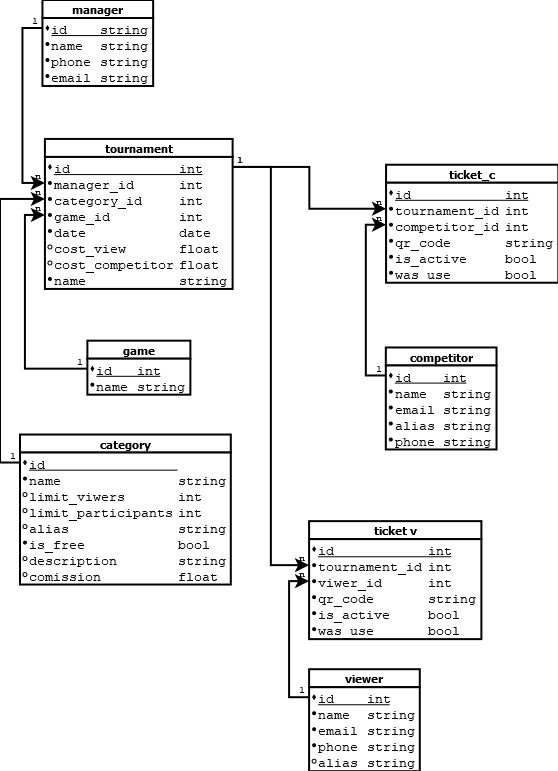 manager
1
id string
name string
phone string
email string
tournament
1
id int
n
manager_id int
n
category_id int
n
game_id int
date date
cost_view float
cost_competitor float
name string
ticket_c
id int
n
tournament_id int
n
competitor_id int
qr_code string
is_active bool
was_use bool
game
1
id int
name string
competitor
1
id int
name string
email string
alias string
phone string
category
1
id
name string
limit_viwers int
limit_participants int
alias string
is_free bool
description string
comission float
ticket v
id int
n
tournament_id int
n
viwer_id int
qr_code string
is_active bool
was_use bool
viewer
1
id int
name string
email string
phone string
alias string